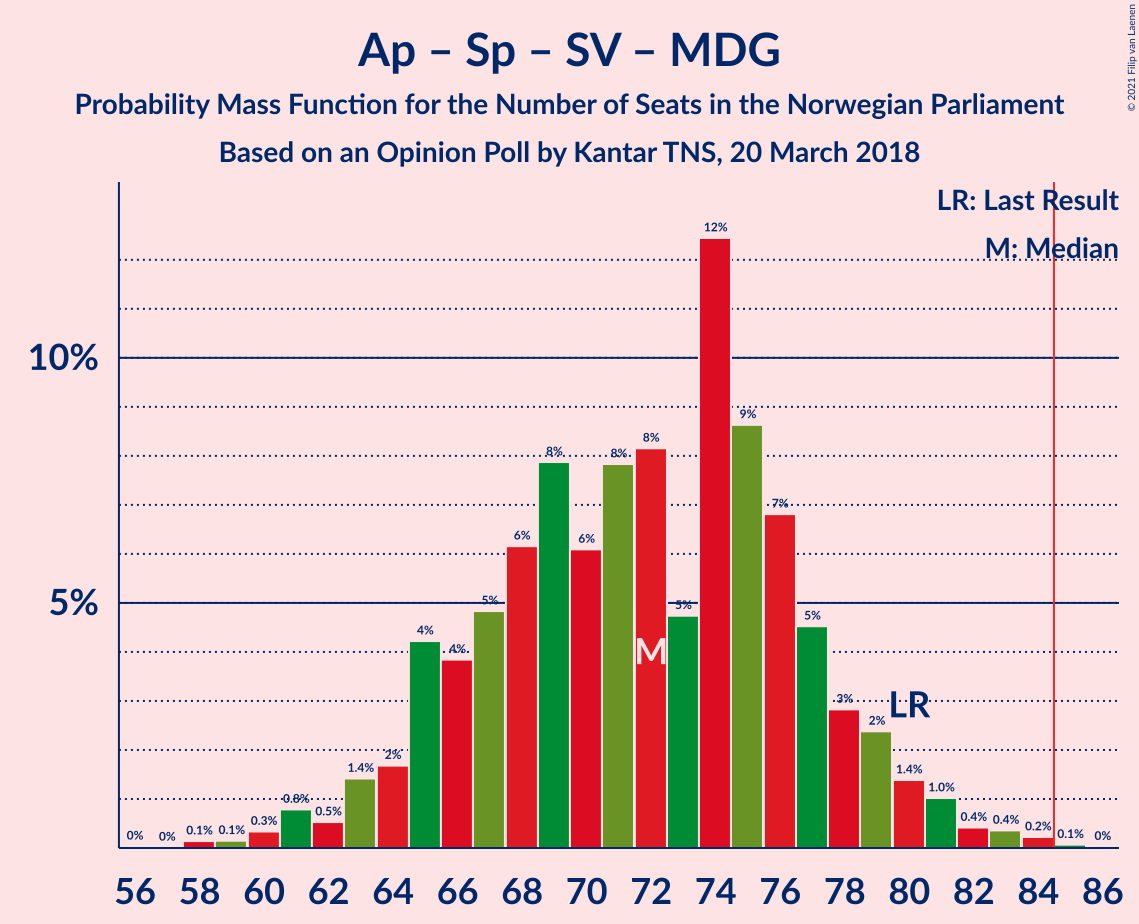 Ap – Sp – SV – MDG
Probability Mass Function for the Number of Seats in the Norwegian Parliament
Based on an Opinion Poll by Kantar TNS, 20 March 2018
© 2021 Filip van Laenen
LR: Last Result
M: Median
10%
5%
0% 0% 0.1% 0.1% 0.3% 0.8% 0.5% 1.4% 2% 4% 4% 5% 6% 8% 6% 8% 8% 5% 12% 9% 7% 5% 3% 2% 1.4% 1.0% 0.4% 0.4% 0.2% 0.1% 0%
M
LR
56 58 60 62 64 66 68 70 72 74 76 78 80 82 84 86